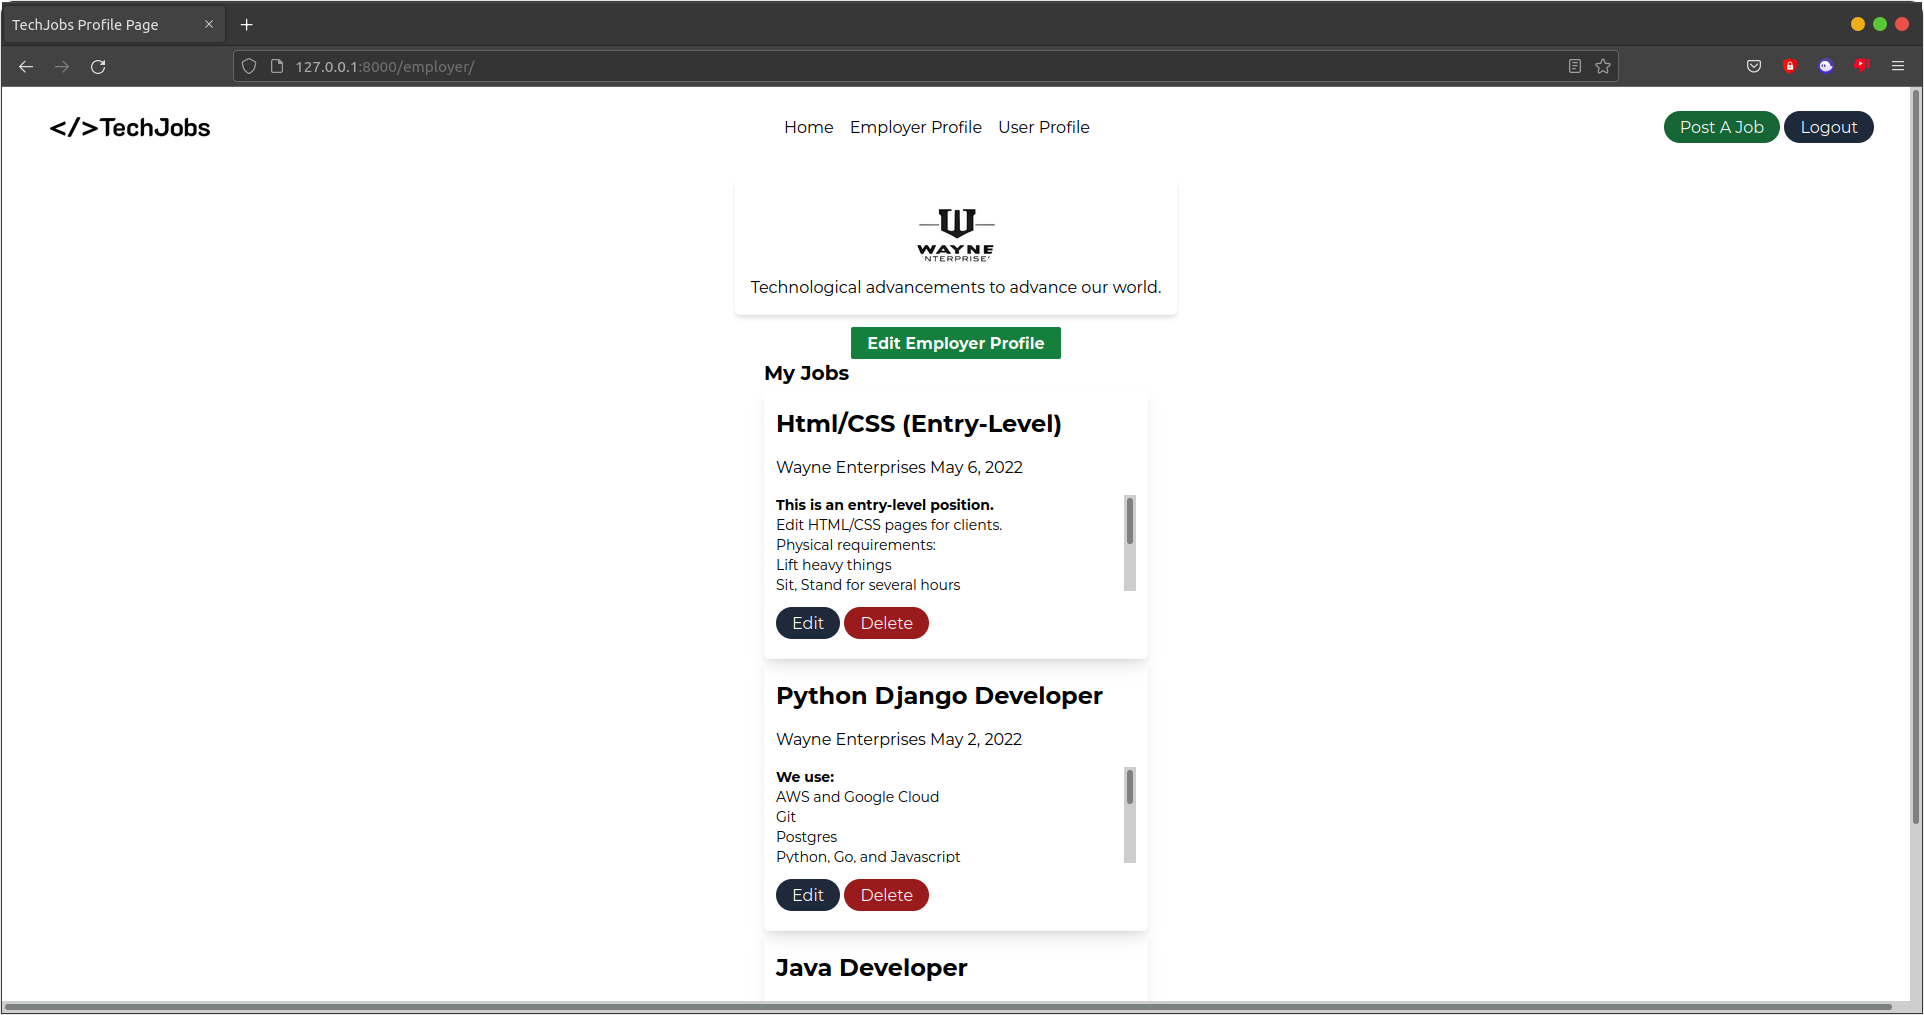 TechJobs Profile Page
127.0.0.1:8000/employer/
</>TechJobs
Home Employer Profile User Profile
Post A Job Logout
WAYNE
NTERPRISE
Technological advancements to advance our world.
Edit Employer Profile
My Jobs
Html/CSS (Entry-Level)
Wayne Enterprises May 6, 2022
This is an entry-level position.
Edit HTML/CSS pages for clients.
Physical requirements:
Lift heavy things
Sit, Stand for several hours
Edit Delete
Python Django Developer
Wayne Enterprises May 2, 2022
We use:
AWS and Google Cloud
Git
Postgres
Python, Go, and Javascript
Edit Delete
Java Developer